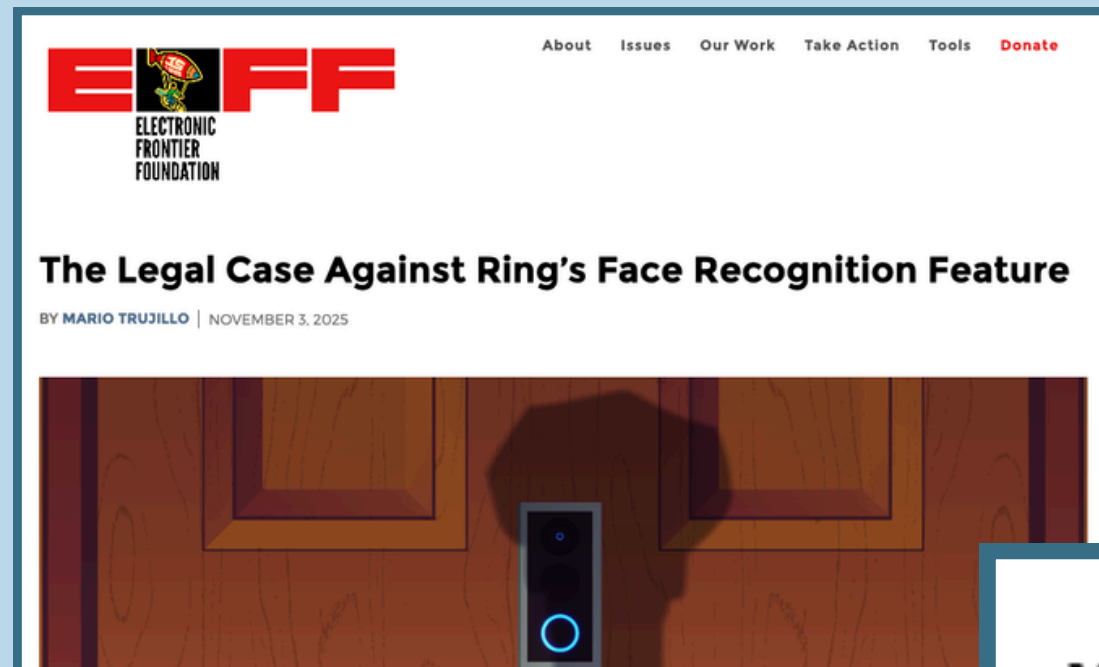 About Issues Our Work Take Action Tools Donate
EFF
ELECTRONIC
FRONTIER
FOUNDATION
The Legal Case Against Ring's Face Recognition Feature
BY MARIO TRUJILLO | NOVEMBER 3, 2025